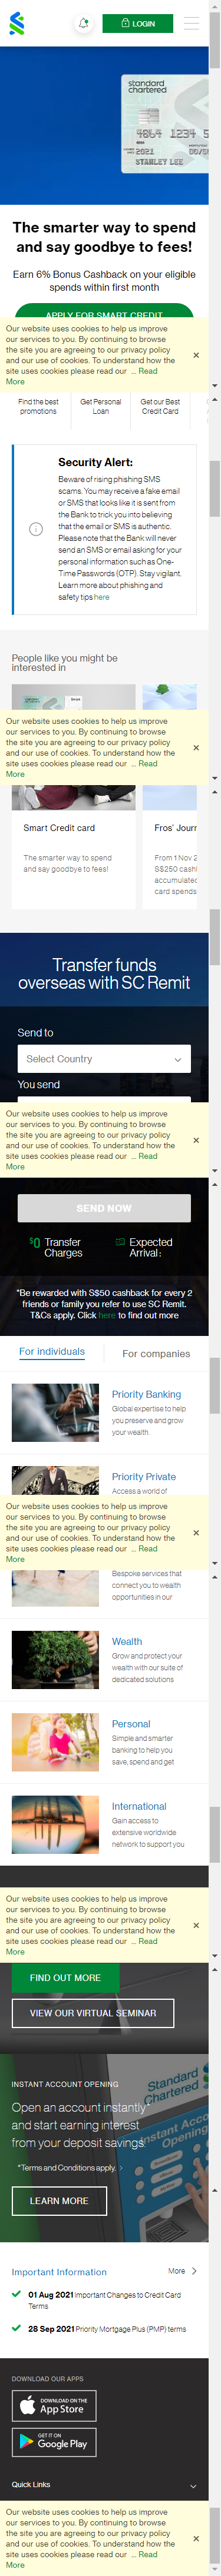 LOGIN
standard
chartered
4864 1234 5
2021
STANLEY LEE
The smarter way to spend
and say goodbye to fees!
Earn 6% Bonus Cashback on your eligible
spends within first month
APPLY FOR SMART CREDIT
Our website uses cookies to help us improve
our services to you. By continuing to browse
the site you are agreeing to our privacy policy
and our use of cookies. To understand how the
site uses cookies please read our ... Read
More
×
Find the best
promotions
Get Personal
Loan
Get our Best
Credit Card
Security Alert:
Beware of rising phishing SMS
scams. You may receive a fake email
or SMS that looks like it is sent from
the Bank to trick you into believing
that the email or SMS is authentic.
Please note that the Bank will never
send an SMS or email asking for your
personal information such as One-
Time Passwords (OTP). Stay vigilant.
Learn more about phishing and
safety tips here
People like you might be
interested in
Our website uses cookies to help us improve
our services to you. By continuing to browse
the site you are agreeing to our privacy policy
and our use of cookies. To understand how the
site uses cookies please read our ... Read
More
×
Smart Credit card
The smarter way to spend
and say goodbye to fees!
Fros' Journ
From 1 Nov 2
S$250 cash
accumulated
card spends
Transfer funds
overseas with SC Remit
Send to
Select Country
You send
Our website uses cookies to help us improve
our services to you. By continuing to browse
the site you are agreeing to our privacy policy
and our use of cookies. To understand how the
site uses cookies please read our ... Read
More
×
SEND NOW
$0 Transfer
Charges
Expected
Arrival :
*Be rewarded with S$50 cashback for every 2
friends or family you refer to use SC Remit.
T&Cs apply. Click here to find out more
For individuals
For companies
Priority Banking
Global expertise to help
you preserve and grow
your wealth.
Priority Private
Access a world of
Our website uses cookies to help us improve
our services to you. By continuing to browse
the site you are agreeing to our privacy policy
and our use of cookies. To understand how the
site uses cookies please read our ... Read
More
×
Bespoke services that
connect you to wealth
opportunities in our
Wealth
Grow and protect your
wealth with our suite of
dedicated solutions
Personal
Simple and smarter
banking to help you
save, spend and get
International
Gain access to
extensive worldwide
network to support you
Our website uses cookies to help us improve
our services to you. By continuing to browse
the site you are agreeing to our privacy policy
and our use of cookies. To understand how the
site uses cookies please read our ... Read
More
×
FIND OUT MORE
VIEW OUR VIRTUAL SEMINAR
Standard
Chartered
Instant Account
Opening
INSTANT ACCOUNT OPENING
Open an account instantly*
and start earning interest
from your deposit savings.
*Terms and Conditions apply.
LEARN MORE
Important Information
More
01 Aug 2021 Important Changes to Credit Card
Terms
28 Sep 2021 Priority Mortgage Plus (PMP) terms
DOWNLOAD OUR APPS
DOWNLOAD ON THE
App Store
GET IT ON
Google Play
Quick Links
Our website uses cookies to help us improve
our services to you. By continuing to browse
the site you are agreeing to our privacy policy
and our use of cookies. To understand how the
site uses cookies please read our ... Read
More
×